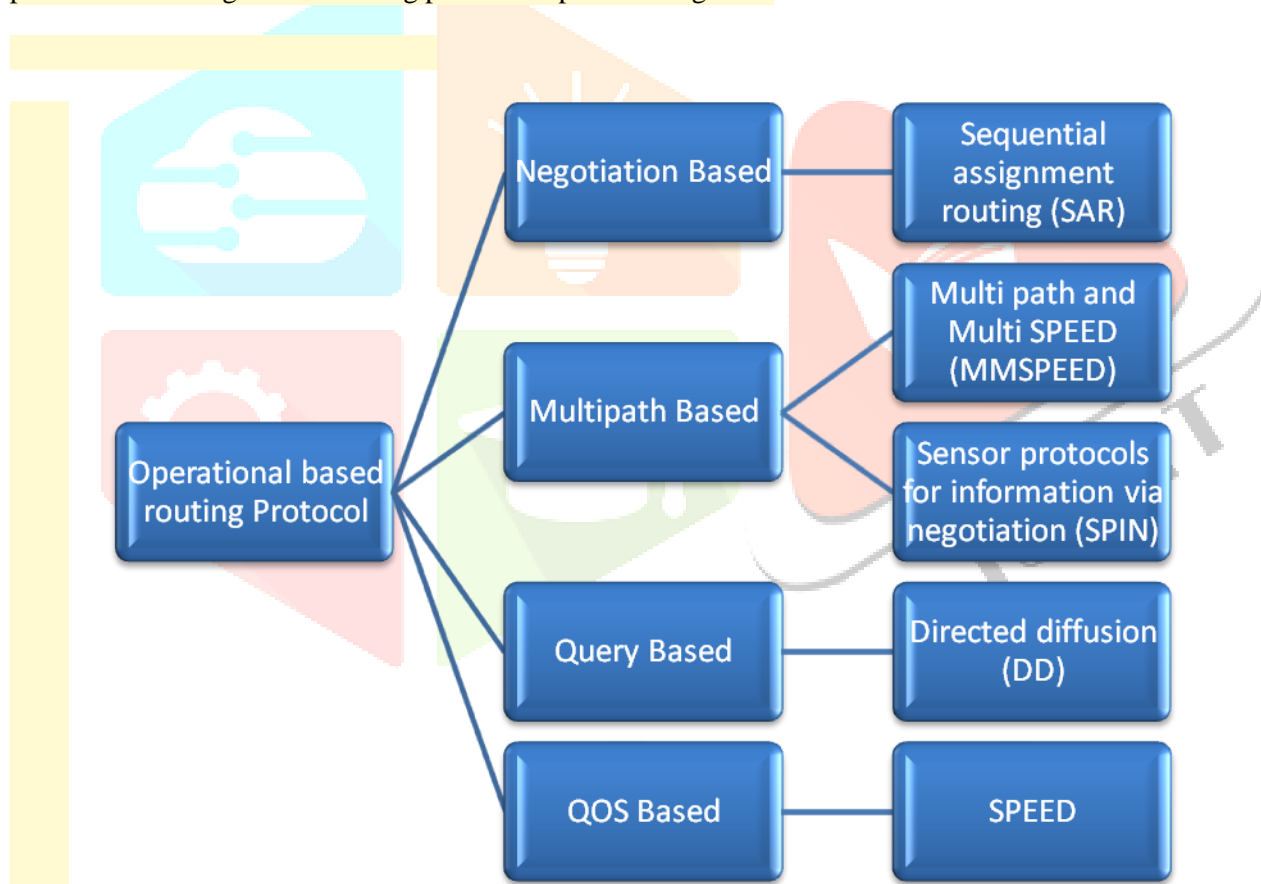 Operational based
routing Protocol
Negotiation Based
Sequential
assignment
routing (SAR)
Multipath Based
Multi path and
Multi SPEED
(MMSPEED)
Sensor protocols
for information via
negotiation (SPIN)
Query Based
Directed diffusion
(DD)
QOS Based
SPEED